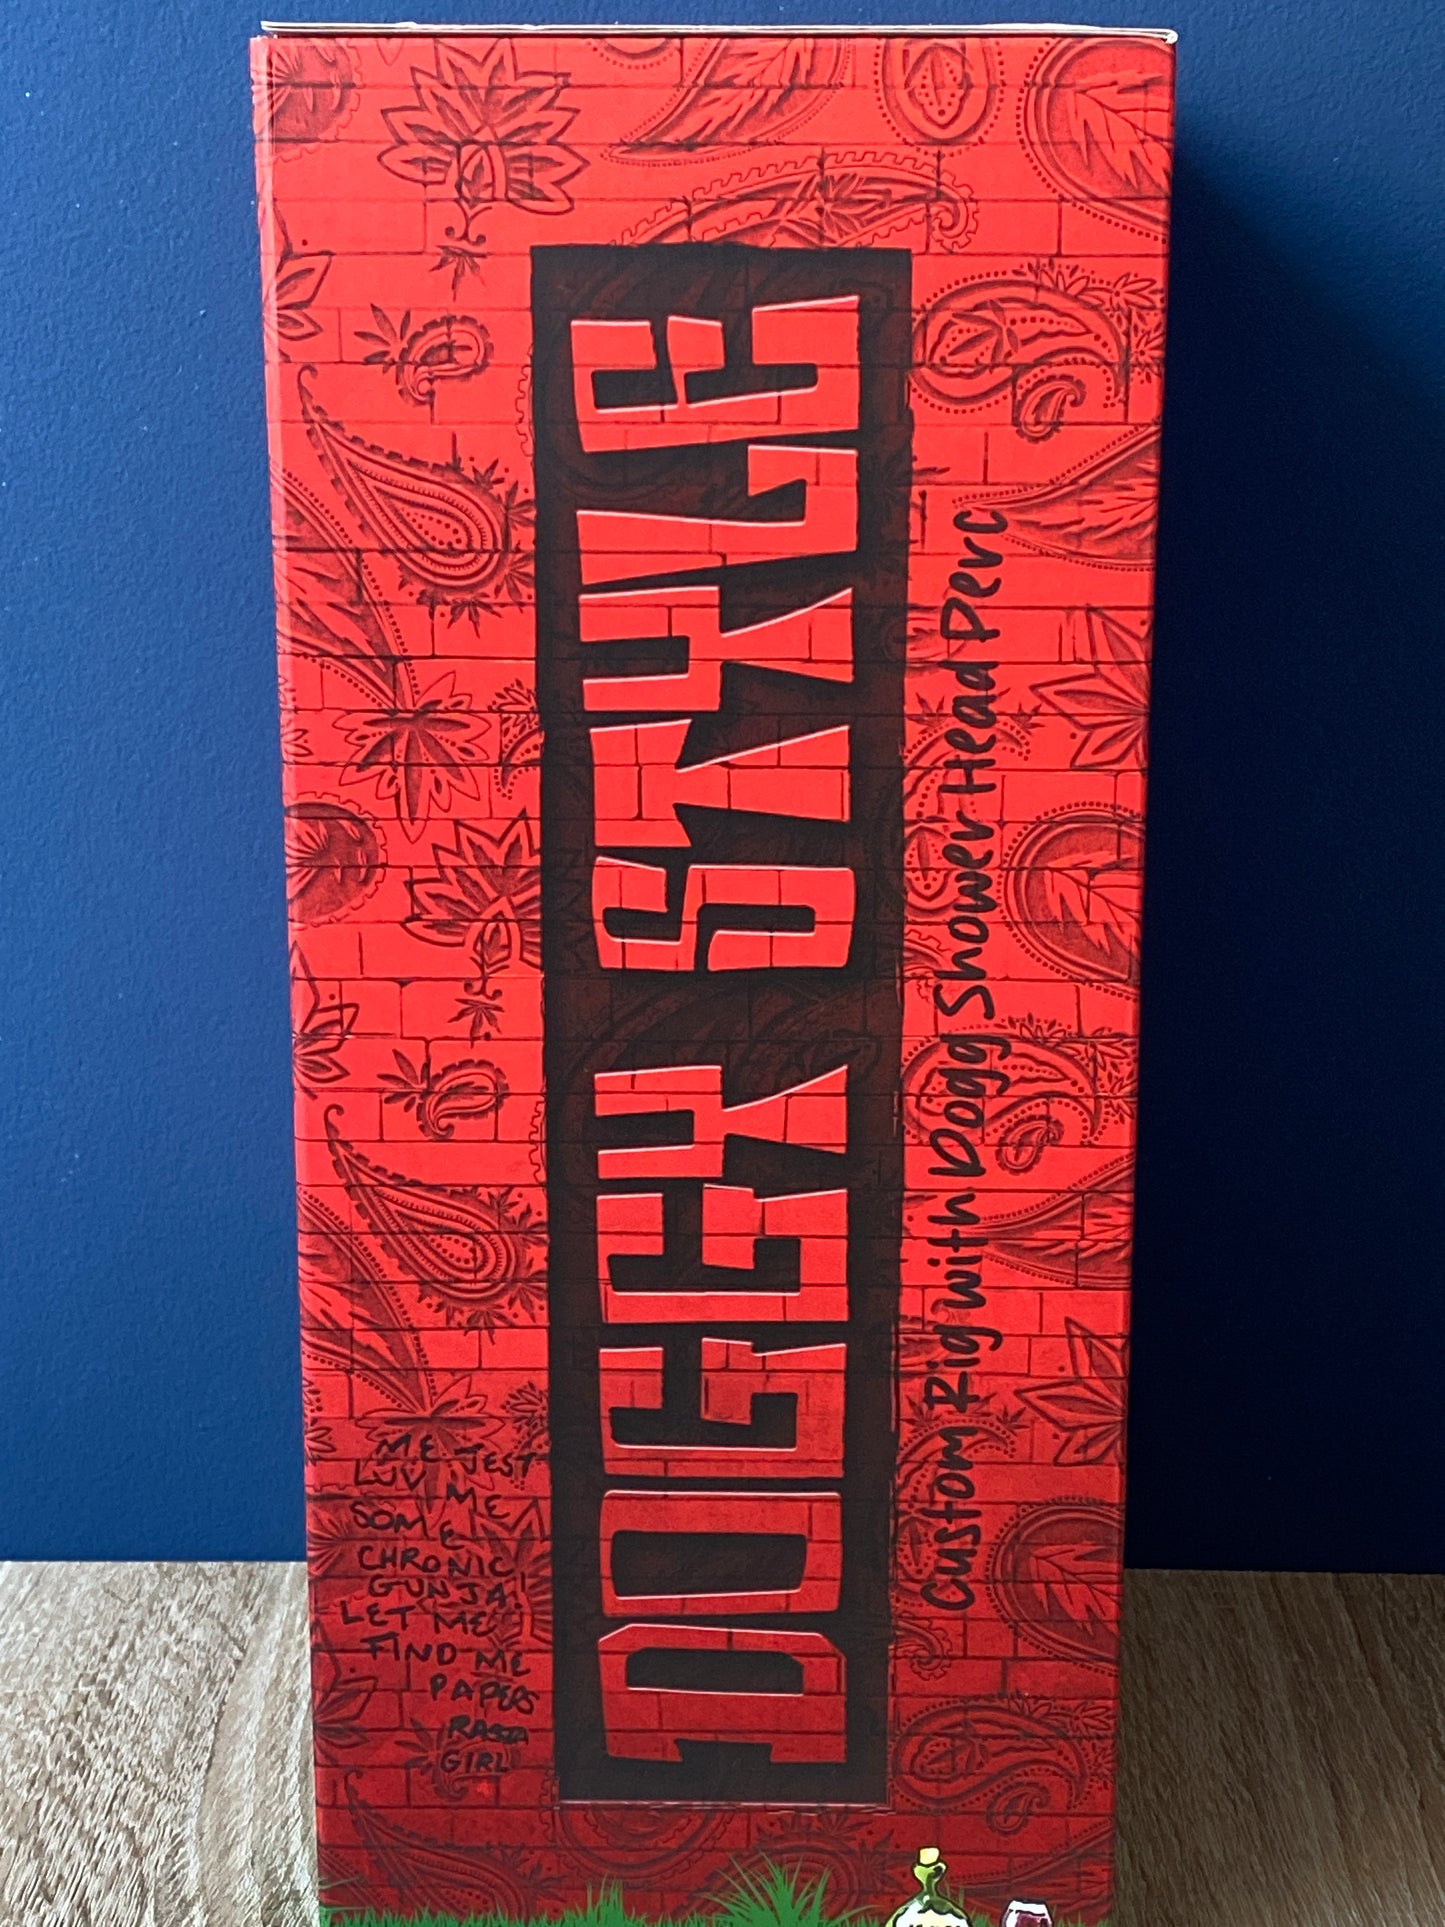 DOGGY STYLE
Custom Rig with Dogg Shower Head Perc
ME JEST
LUV ME
SOME
CHRONIC
GUNJA!
LET ME
FIND ME
PAPERS
RASTA
GIRL